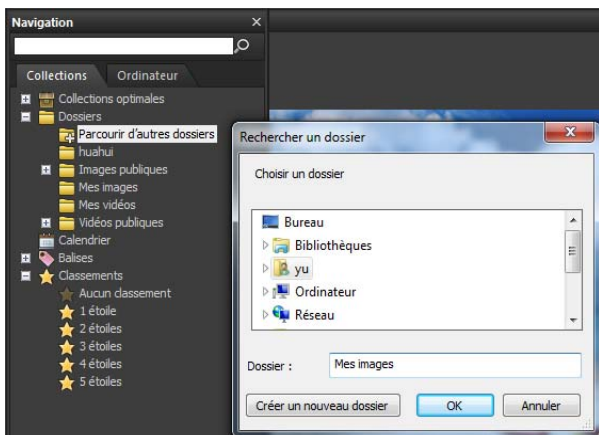 Navigation
Collections
Ordinateur
Collections optimales
Dossiers
Parcourir d'autres dossiers
huahui
Images publiques
Mes images
Mes vidéos
Vidéos publiques
Calendrier
Balises
Classements
Aucun classement
1 étoile
2 étoiles
3 étoiles
4 étoiles
5 étoiles
Rechercher un dossier
Choisir un dossier
Bureau
Bibliothèques
yu
Ordinateur
Réseau
Dossier : Mes images
Créer un nouveau dossier OK Annuler